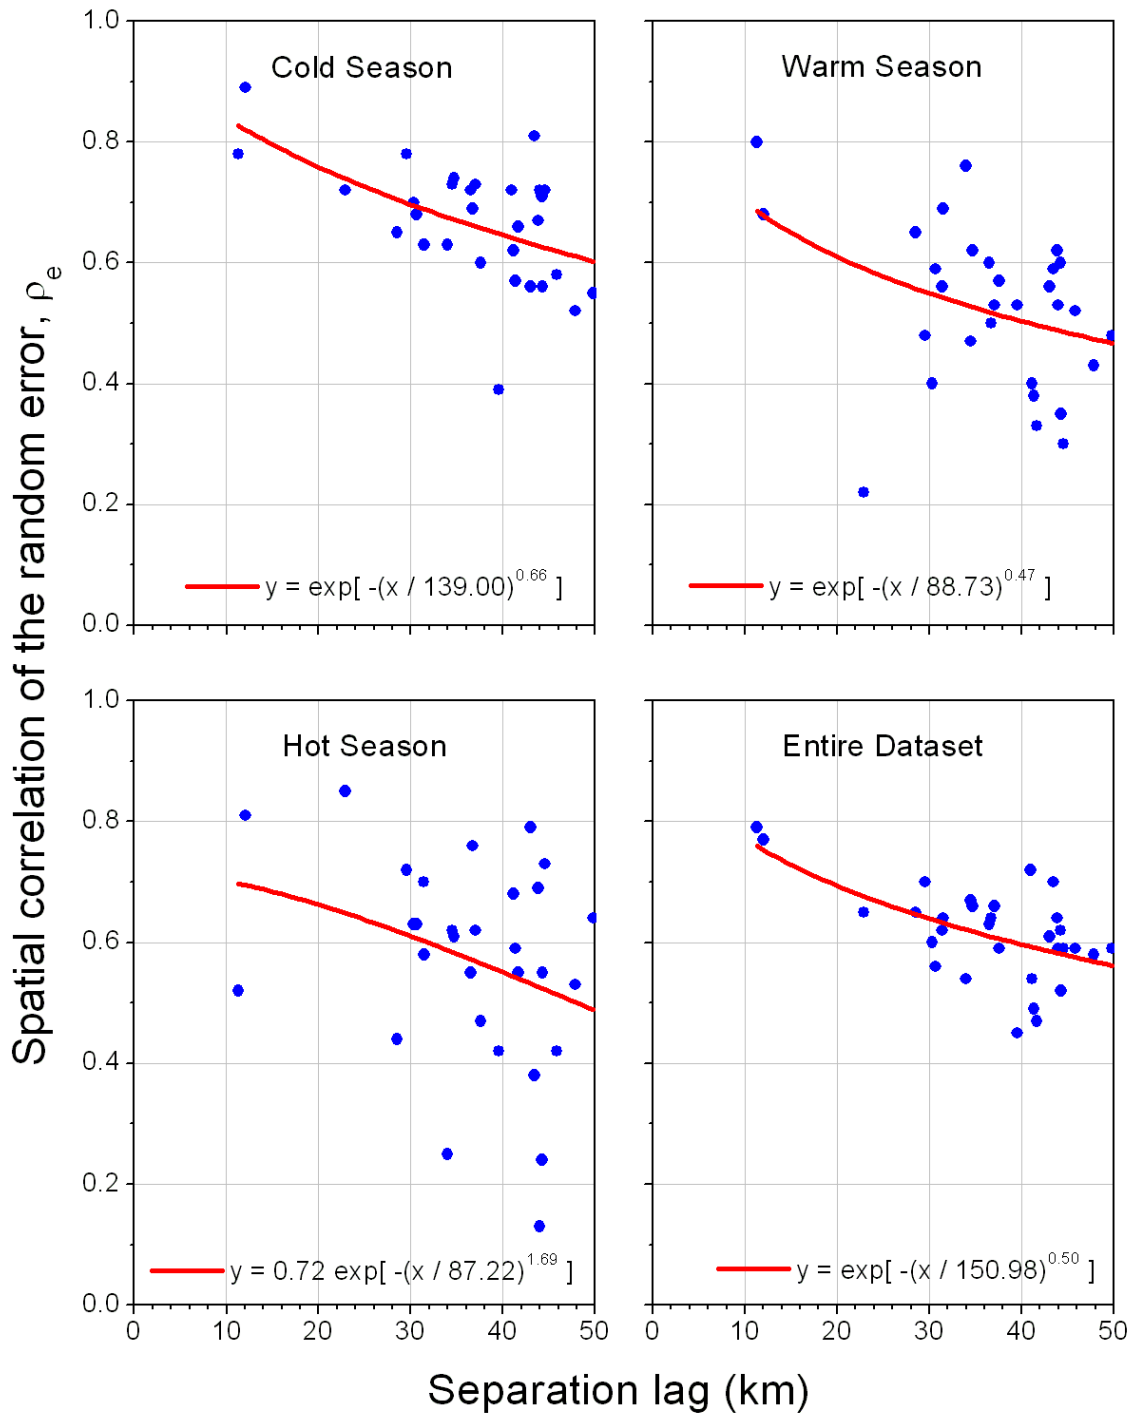 Spatial correlation of the random error, ρe
1.0
0.8
0.6
0.4
0.2
0.0
Cold Season
y = exp[ -(x / 139.00)^0.66 ]
Warm Season
y = exp[ -(x / 88.73)^0.47 ]
1.0
0.8
0.6
0.4
0.2
0.0
Hot Season
y = 0.72 exp[ -(x / 87.22)^1.69 ]
0 10 20 30 40 50
Entire Dataset
y = exp[ -(x / 150.98)^0.50 ]
0 10 20 30 40 50
Separation lag (km)